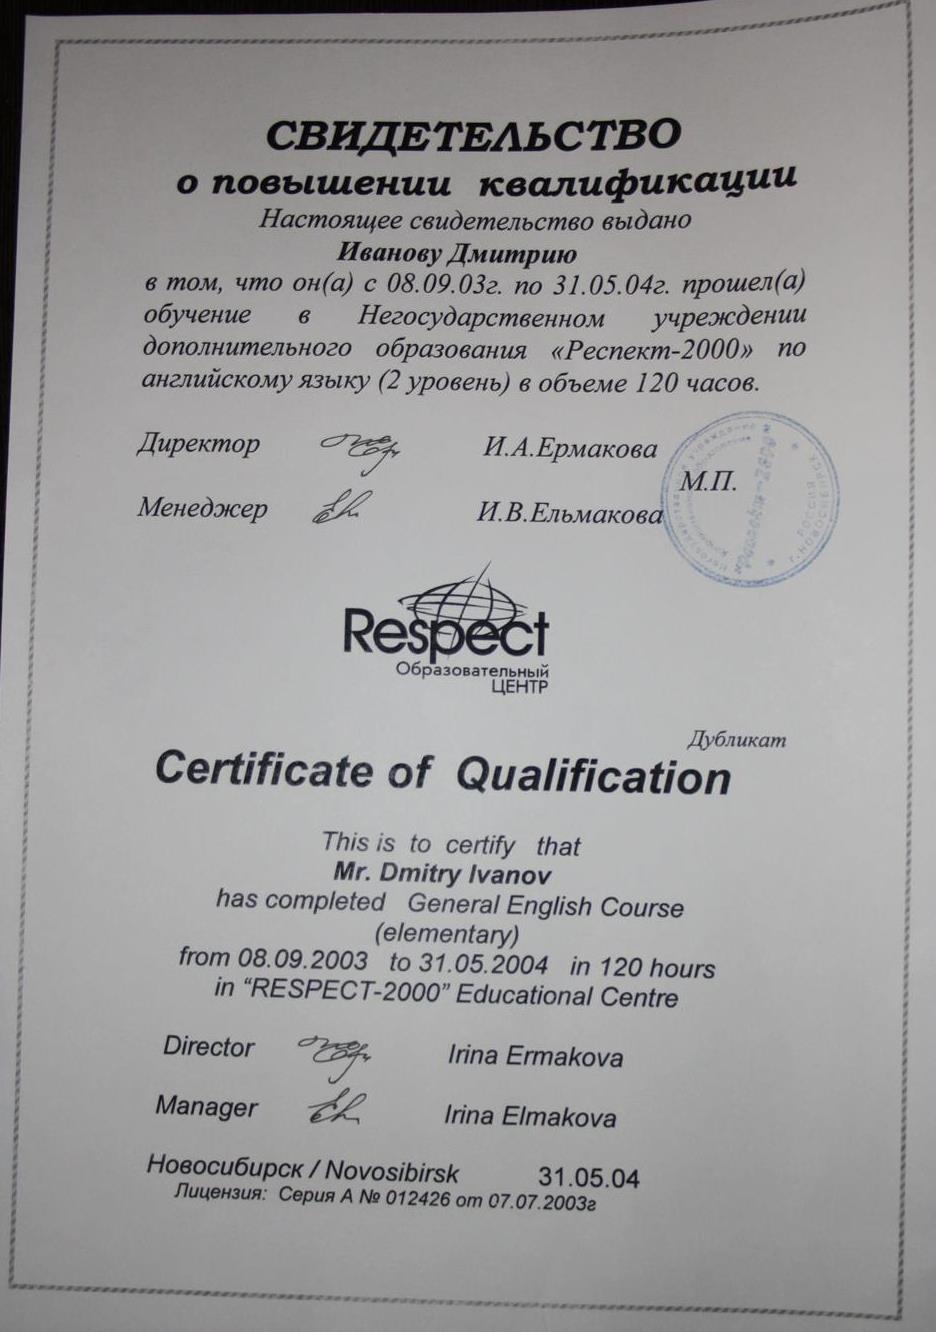 СВИДЕТЕЛЬСТВО
о повышении квалификации
Настоящее свидетельство выдано
Иванову Дмитрию
в том, что он(а) с 08.09.03г. по 31.05.04г. прошел(а)
обучение в Негосударственном учреждении
дополнительного образования «Респект-2000» по
английскому языку (2 уровень) в объеме 120 часов.
Директор И.А.Ермакова
М.П.
Менеджер И.В.Ельмакова
Respect
Образовательный
ЦЕНТР
Дубликат
Certificate of Qualification
This is to certify that
Mr. Dmitry Ivanov
has completed General English Course
(elementary)
from 08.09.2003 to 31.05.2004 in 120 hours
in “RESPECT-2000” Educational Centre
Director Irina Ermakova
Manager Irina Elmakova
Новосибирск / Novosibirsk 31.05.04
Лицензия: Серия А № 012426 от 07.07.2003г